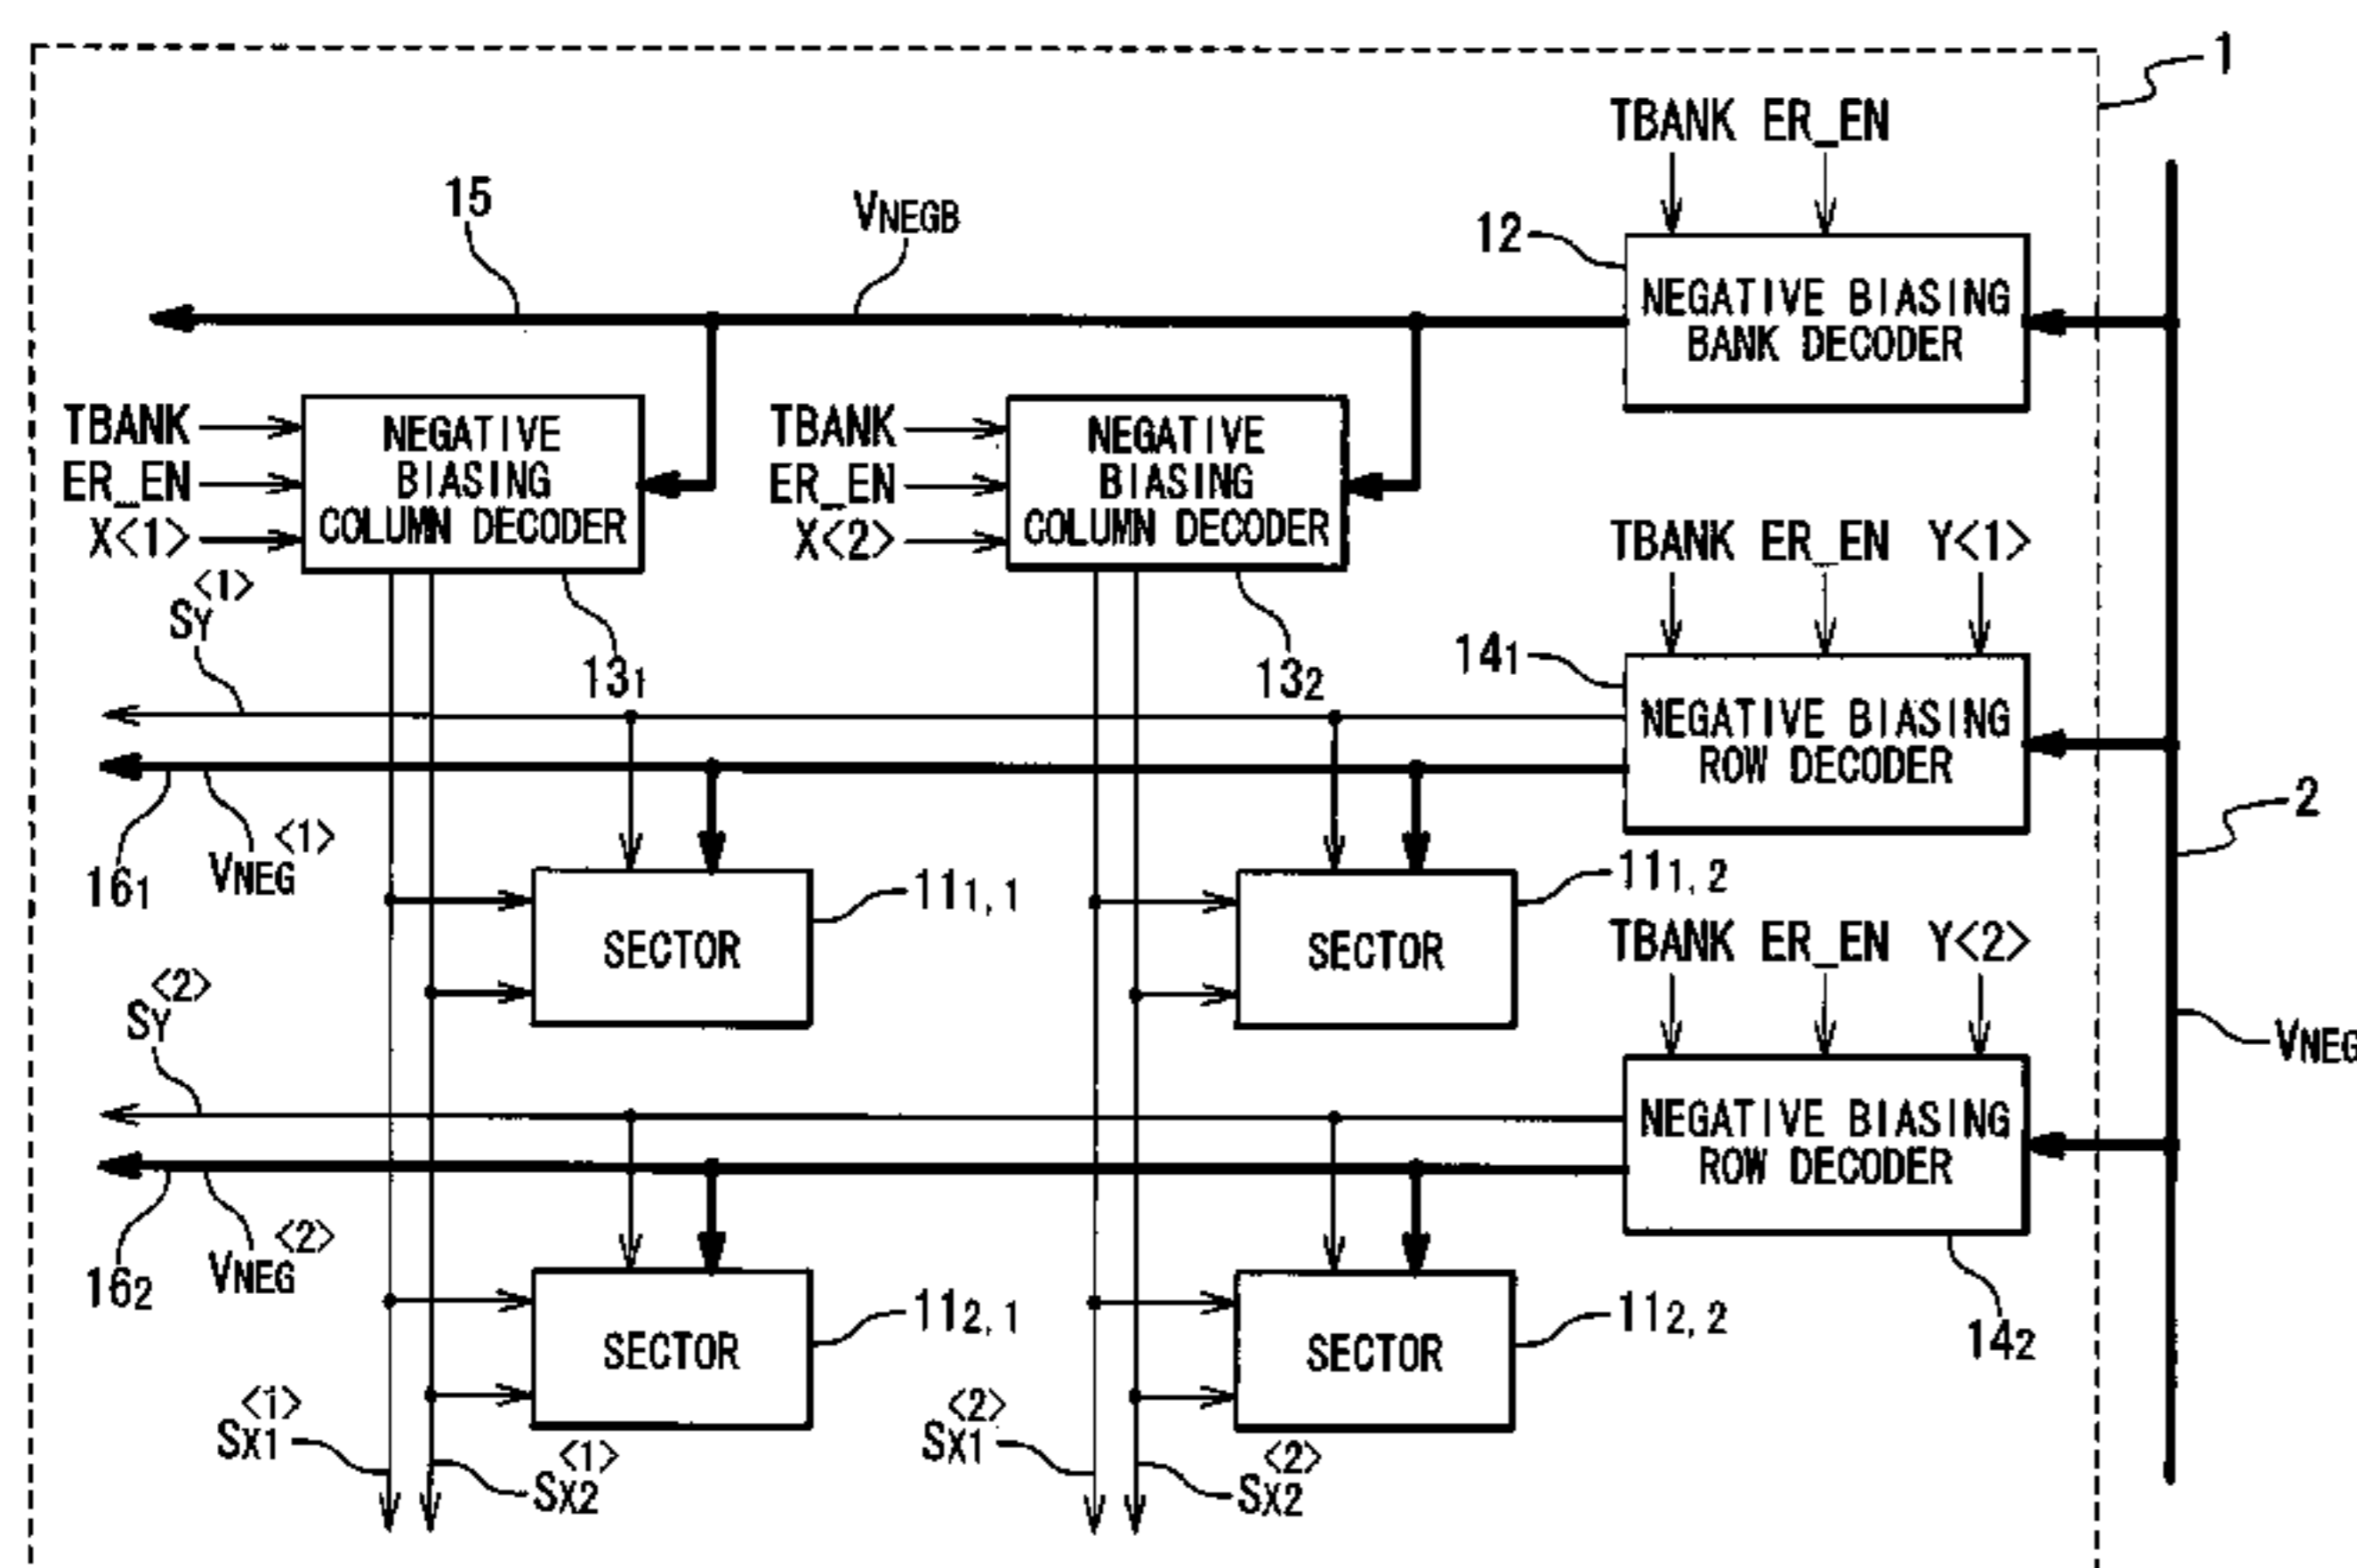 1
TBANK ER_EN
15
VNEGB
12
NEGATIVE BIASING
BANK DECODER
TBANK
ER_EN
X<1>
NEGATIVE
BIASING
COLUMN DECODER
TBANK
ER_EN
X<2>
NEGATIVE
BIASING
COLUMN DECODER
TBANK ER_EN Y<1>
SY<1>
131
132
141
NEGATIVE BIASING
ROW DECODER
2
161
VNEG<1>
SECTOR
111,1
SECTOR
111,2
TBANK ER_EN Y<2>
SY<2>
VNEG
NEGATIVE BIASING
ROW DECODER
162
VNEG<2>
SECTOR
112,1
SECTOR
112,2
142
SX1<1>
SX2<1>
SX1<2>
SX2<2>